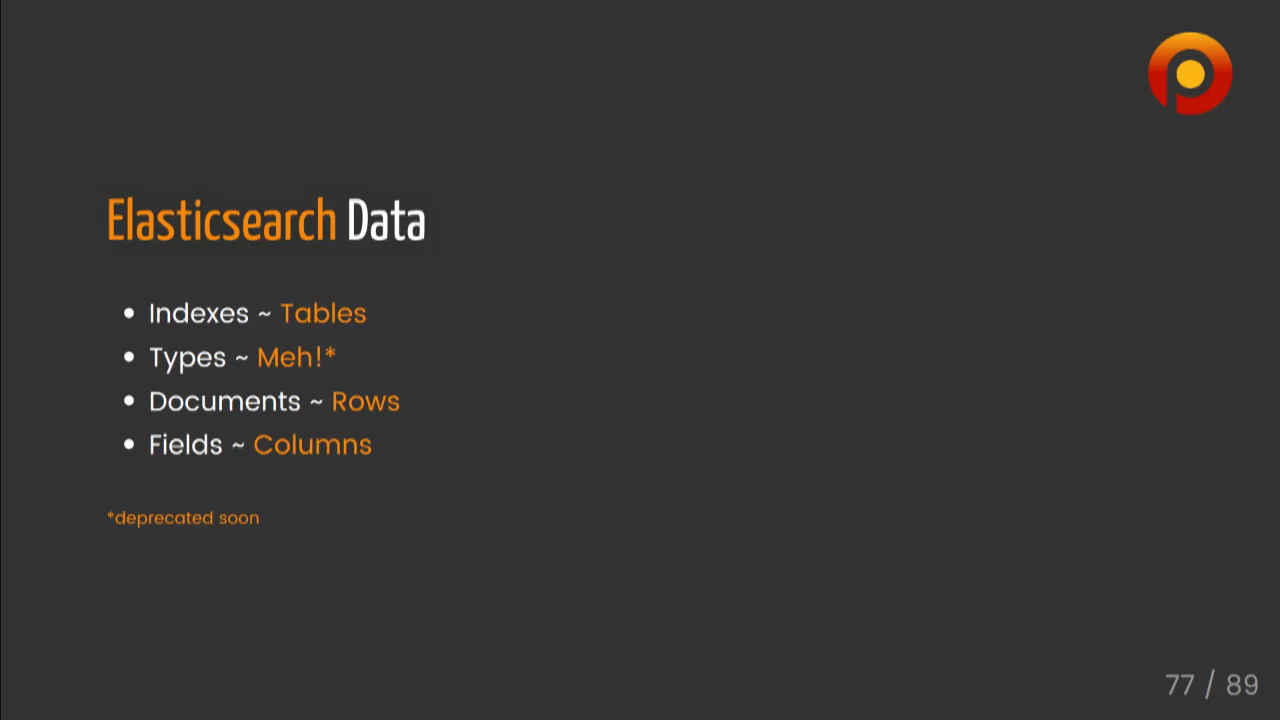 Elasticsearch Data
Indexes ~ Tables
Types ~ Meh!*
Documents ~ Rows
Fields ~ Columns
*deprecated soon
77 / 89